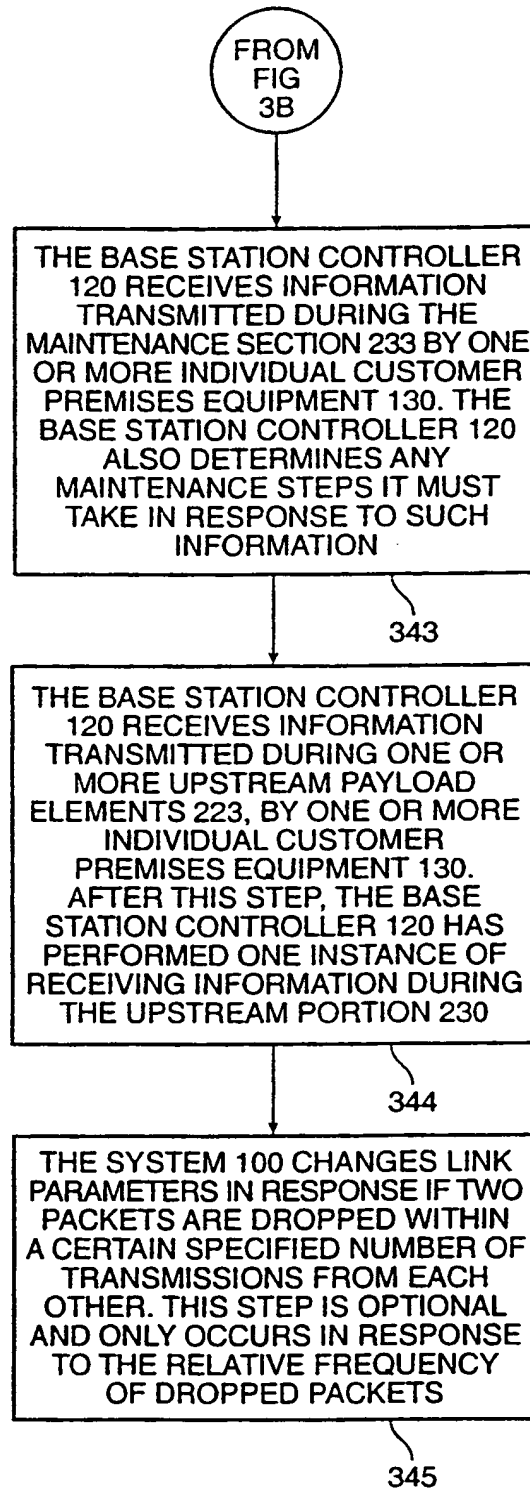 FROM
FIG
3B
THE BASE STATION CONTROLLER
120 RECEIVES INFORMATION
TRANSMITTED DURING THE
MAINTENANCE SECTION 233 BY ONE
OR MORE INDIVIDUAL CUSTOMER
PREMISES EQUIPMENT 130. THE
BASE STATION CONTROLLER 120
ALSO DETERMINES ANY
MAINTENANCE STEPS IT MUST
TAKE IN RESPONSE TO SUCH
INFORMATION
343
THE BASE STATION CONTROLLER
120 RECEIVES INFORMATION
TRANSMITTED DURING ONE OR
MORE UPSTREAM PAYLOAD
ELEMENTS 223, BY ONE OR MORE
INDIVIDUAL CUSTOMER
PREMISES EQUIPMENT 130.
AFTER THIS STEP, THE BASE
STATION CONTROLLER 120 HAS
PERFORMED ONE INSTANCE OF
RECEIVING INFORMATION DURING
THE UPSTREAM PORTION 230
344
THE SYSTEM 100 CHANGES LINK
PARAMETERS IN RESPONSE IF TWO
PACKETS ARE DROPPED WITHIN
A CERTAIN SPECIFIED NUMBER OF
TRANSMISSIONS FROM EACH
OTHER. THIS STEP IS OPTIONAL
AND ONLY OCCURS IN RESPONSE
TO THE RELATIVE FREQUENCY
OF DROPPED PACKETS
345